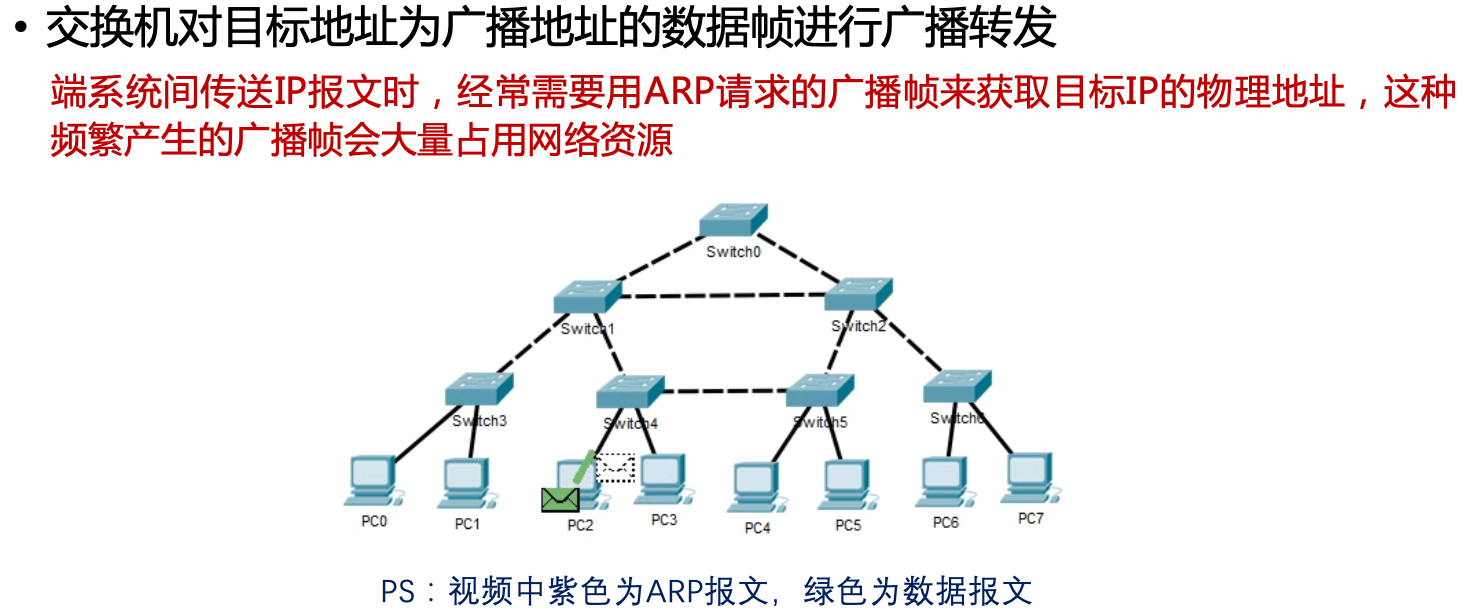 • 交换机对目标地址为广播地址的数据帧进行广播转发
端系统间传送IP报文时，经常需要用ARP请求的广播帧来获取目标IP的物理地址，这种
频繁产生的广播帧会大量占用网络资源
Switch0
Switch1
Switch2
Switch3
Switch4
Switch5
Switch6
PC0
PC1
PC2
PC3
PC4
PC5
PC6
PC7
PS：视频中紫色为ARP报文，绿色为数据报文